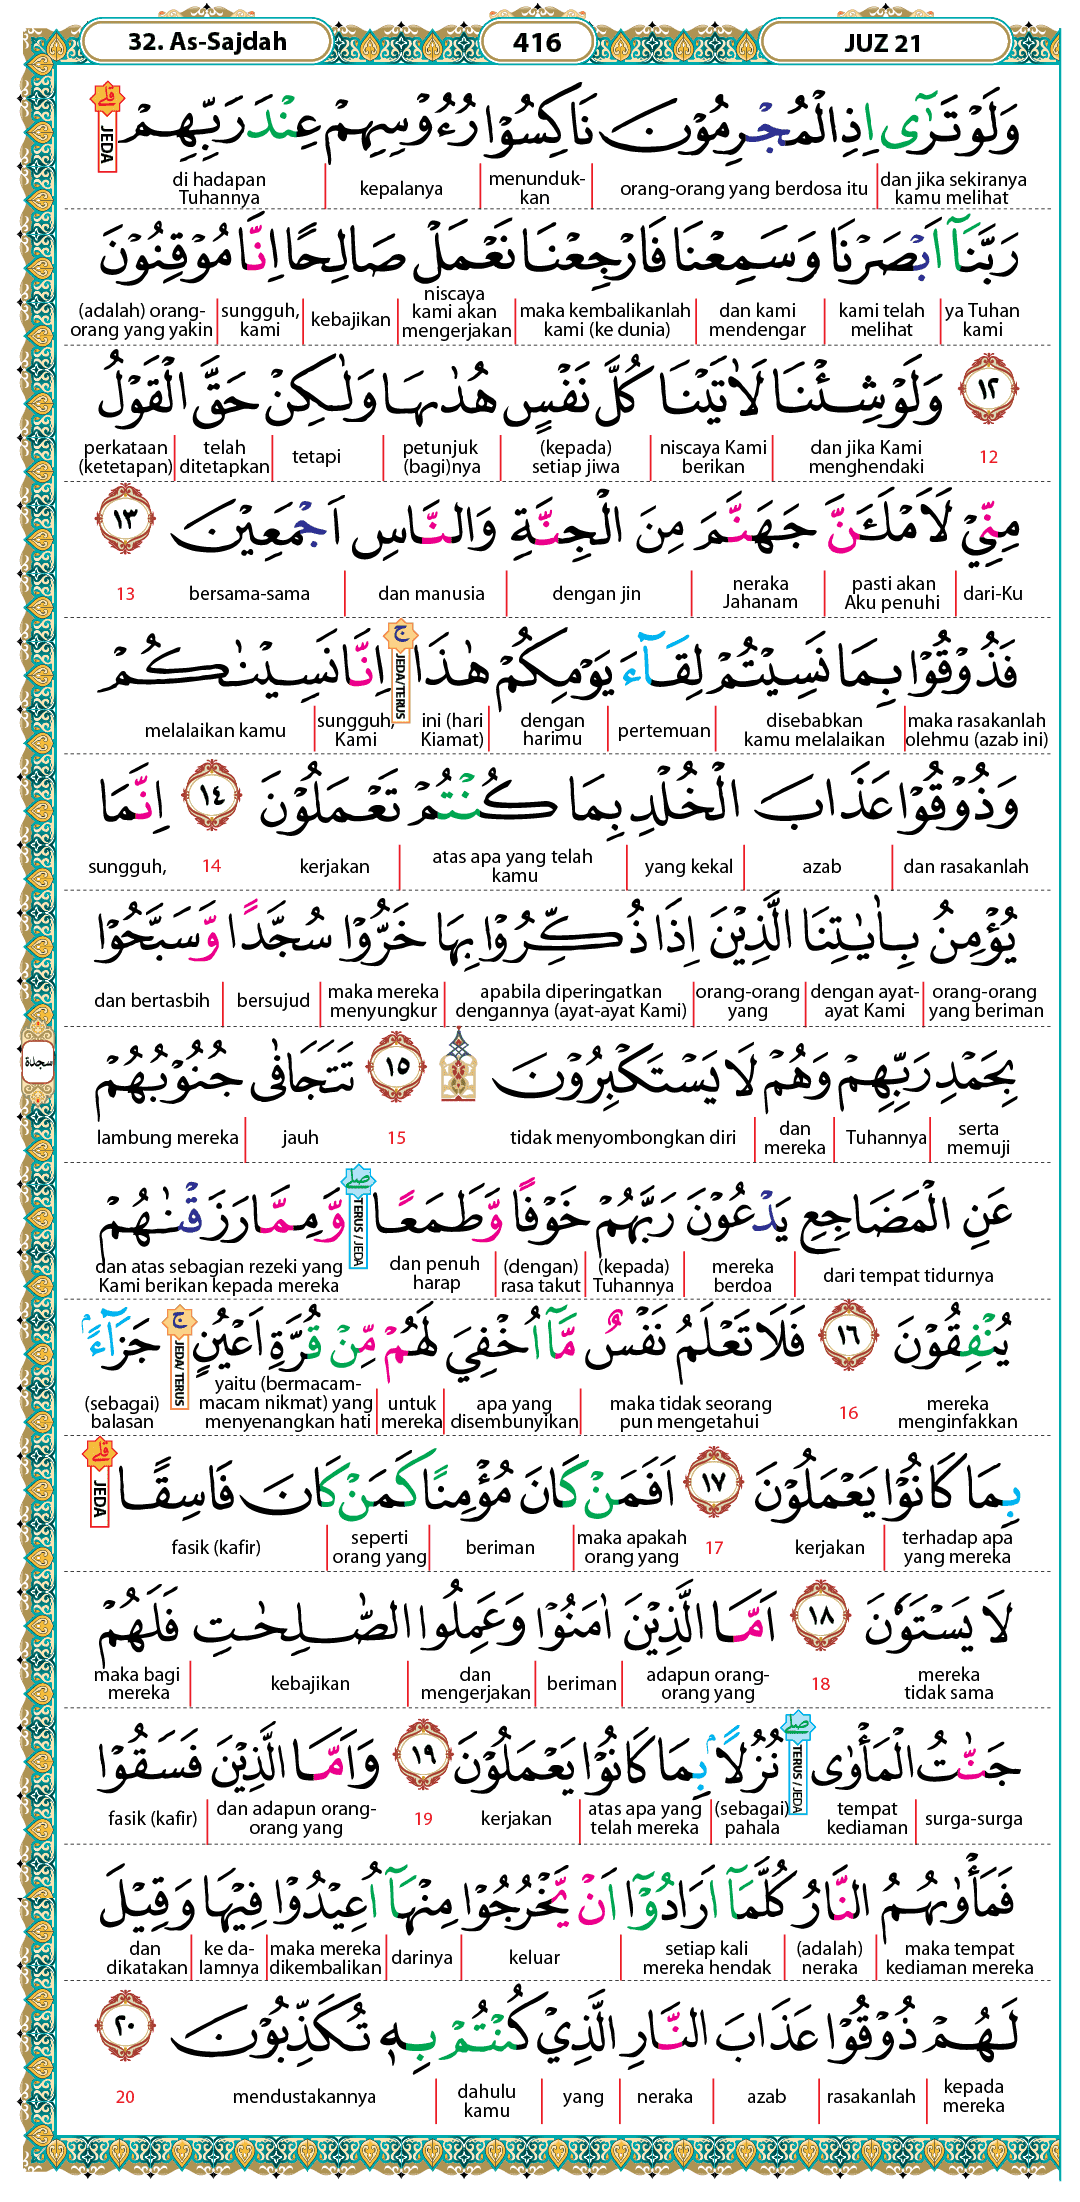 32. As-Sajdah
416
JUZ 21
وَلَوْ تَرٰٓى اِذِ الْمُجْرِمُوْنَ نَاكِسُوْا رُءُوْسِهِمْ عِنْدَ رَبِّهِمْ ۗ
JEDA
dan jika sekiranya kamu melihat | orang-orang yang berdosa itu | menunduk-kan | kepalanya | di hadapan Tuhannya
رَبَّنَآ اَبْصَرْنَا وَسَمِعْنَا فَارْجِعْنَا نَعْمَلْ صَالِحًا اِنَّا مُوْقِنُوْنَ
ya Tuhan kami | kami telah melihat | dan kami mendengar | maka kembalikanlah kami (ke dunia) | niscaya kami akan mengerjakan | kebajikan | sungguh, kami | (adalah) orang-orang yang yakin
١٢ وَلَوْ شِئْنَا لَاٰتَيْنَا كُلَّ نَفْسٍ هُدٰىهَا وَلٰكِنْ حَقَّ الْقَوْلُ
12 dan jika Kami menghendaki | niscaya Kami berikan | (kepada) setiap jiwa | petunjuk (bagi)nya | tetapi | telah ditetapkan | perkataan (ketetapan)
مِنِّيْ لَاَمْلَـَٔنَّ جَهَنَّمَ مِنَ الْجِنَّةِ وَالنَّاسِ اَجْمَعِيْنَ ١٣
dari-Ku | pasti akan Aku penuhi | neraka Jahanam | dengan jin | dan manusia | bersama-sama 13
فَذُوْقُوْا بِمَا نَسِيْتُمْ لِقَاۤءَ يَوْمِكُمْ هٰذَا ۚ اِنَّا نَسِيْنٰكُمْ
JEDA/TERUS
maka rasakanlah olehmu (azab ini) | disebabkan kamu melalaikan | pertemuan | dengan harimu | ini (hari Kiamat) | sungguh, Kami | melalaikan kamu
وَذُوْقُوْا عَذَابَ الْخُلْدِ بِمَا كُنْتُمْ تَعْمَلُوْنَ ١٤ اِنَّمَا
dan rasakanlah | azab | yang kekal | atas apa yang telah kamu | kerjakan 14 sungguh,
يُؤْمِنُ بِاٰيٰتِنَا الَّذِيْنَ اِذَا ذُكِّرُوْا بِهَا خَرُّوْا سُجَّدًا وَّسَبَّحُوْا
orang-orang yang beriman | dengan ayat-ayat Kami | orang-orang yang | apabila diperingatkan dengannya (ayat-ayat Kami) | maka mereka menyungkur | bersujud | dan bertasbih
سجدة
بِحَمْدِ رَبِّهِمْ وَهُمْ لَا يَسْتَكْبِرُوْنَ ۩ ١٥ تَتَجَافٰى جُنُوْبُهُمْ
serta memuji | Tuhannya | dan mereka | tidak menyombongkan diri 15 jauh | lambung mereka
عَنِ الْمَضَاجِعِ يَدْعُوْنَ رَبَّهُمْ خَوْفًا وَّطَمَعًا ۖ وَّمِمَّا رَزَقْنٰهُمْ
TERUS / JEDA
dari tempat tidurnya | mereka berdoa | (kepada) Tuhannya | (dengan) rasa takut | dan penuh harap | dan atas sebagian rezeki yang Kami berikan kepada mereka
يُنْفِقُوْنَ ١٦ فَلَا تَعْلَمُ نَفْسٌ مَّآ اُخْفِيَ لَهُمْ مِّنْ قُرَّةِ اَعْيُنٍ ۚ جَزَاۤءًۢ
JEDA/ TERUS
mereka menginfakkan 16 maka tidak seorang pun mengetahui | apa yang disembunyikan | untuk mereka | yaitu (bermacam-macam nikmat) yang menyenangkan hati | (sebagai) balasan
بِمَا كَانُوْا يَعْمَلُوْنَ ١٧ اَفَمَنْ كَانَ مُؤْمِنًا كَمَنْ كَانَ فَاسِقًا ۗ
JEDA
terhadap apa yang mereka | kerjakan 17 maka apakah orang yang | beriman | seperti orang yang | fasik (kafir)
لَا يَسْتَوٗنَ ١٨ اَمَّا الَّذِيْنَ اٰمَنُوْا وَعَمِلُوا الصّٰلِحٰتِ فَلَهُمْ
mereka tidak sama 18 adapun orang-orang yang | beriman | dan mengerjakan | kebajikan | maka bagi mereka
جَنّٰتُ الْمَأْوٰى ۖ نُزُلًا ۢبِمَا كَانُوْا يَعْمَلُوْنَ ١٩ وَاَمَّا الَّذِيْنَ فَسَقُوْا
TERUS / JEDA
surga-surga | tempat kediaman | (sebagai) pahala | atas apa yang telah mereka | kerjakan 19 dan adapun orang-orang yang | fasik (kafir)
فَمَأْوٰىهُمُ النَّارُ كُلَّمَآ اَرَادُوْٓا اَنْ يَّخْرُجُوْا مِنْهَآ اُعِيْدُوْا فِيْهَا وَقِيْلَ
maka tempat kediaman mereka | (adalah) neraka | setiap kali mereka hendak | keluar | darinya | maka mereka dikembalikan | ke da-lamnya | dan dikatakan
لَهُمْ ذُوْقُوْا عَذَابَ النَّارِ الَّذِيْ كُنْتُمْ بِهٖ تُكَذِّبُوْنَ ٢٠
kepada mereka | rasakanlah | azab | neraka | yang | dahulu kamu | mendustakannya 20